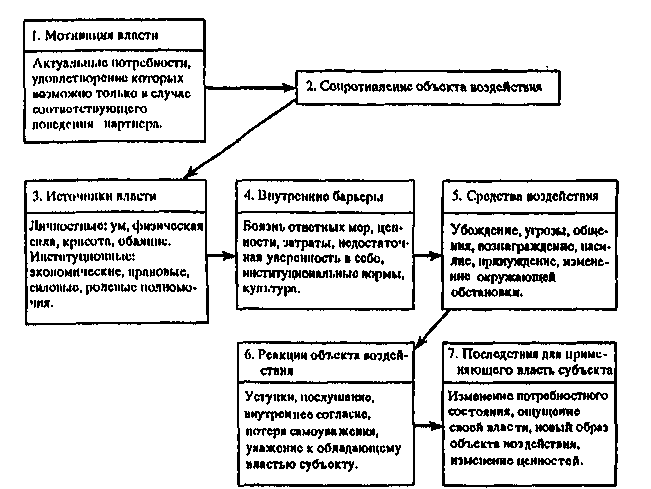 1. Мотивация власти
Актуальные потребности,
удовлетворение которых
возможно только в случае
соответствующего
поведения партнера.
2. Сопротивление объекта воздействия
3. Источники власти
Личностные: ум, физическая
сила, красота, обаяние.
Институционные:
экономические, правовые,
силовые, ролевые полномо-
чия.
4. Внутренние барьеры
Боязнь ответных мер, цен-
ности, затраты, недостаточ-
ная уверенность в себе,
институциональные нормы,
культура.
5. Средства воздействия
Убеждение, угрозы, обеща-
ния, вознаграждение, наси-
лие, принуждение, измене-
ние окружающей
обстановки.
6. Реакции объекта воздей-
ствия
Уступки, послушание,
внутреннее согласие,
потеря самоуважения,
уважение к обладающему
властью субъекту.
7. Последствия для приме-
няющего власть субъекта
Изменение потребностного
состояния, ощущение
своей власти, новый образ
объекта воздействия,
изменение ценностей.